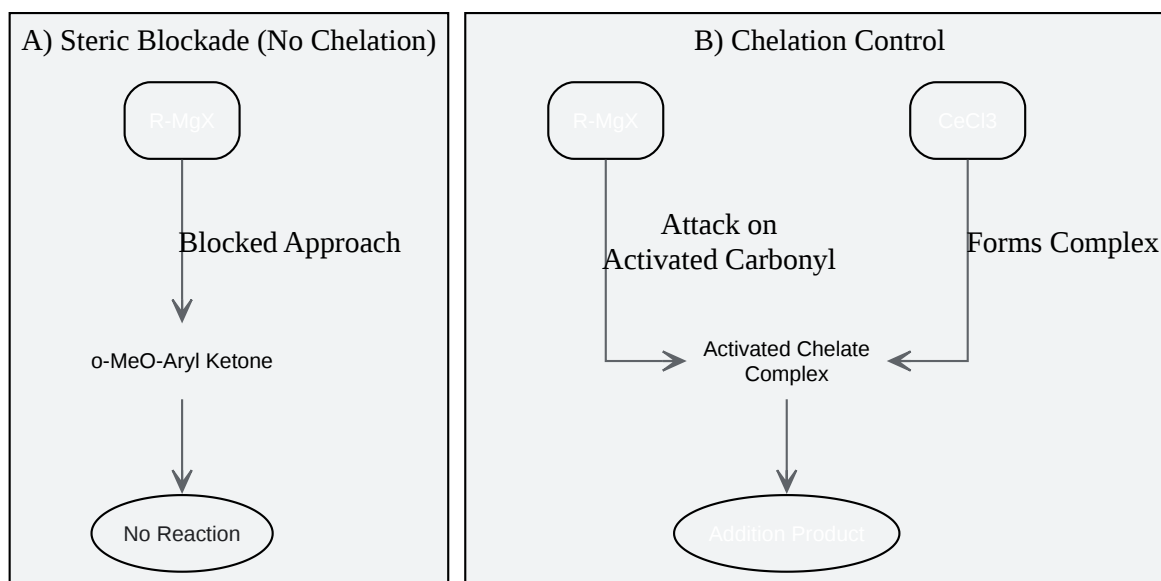 A) Steric Blockade (No Chelation)
R-MgX
Blocked Approach
o-MeO-Aryl Ketone
No Reaction
B) Chelation Control
R-MgX
CeCl3
Attack on
Activated Carbonyl
Forms Complex
Activated Chelate
Complex
Addition Product